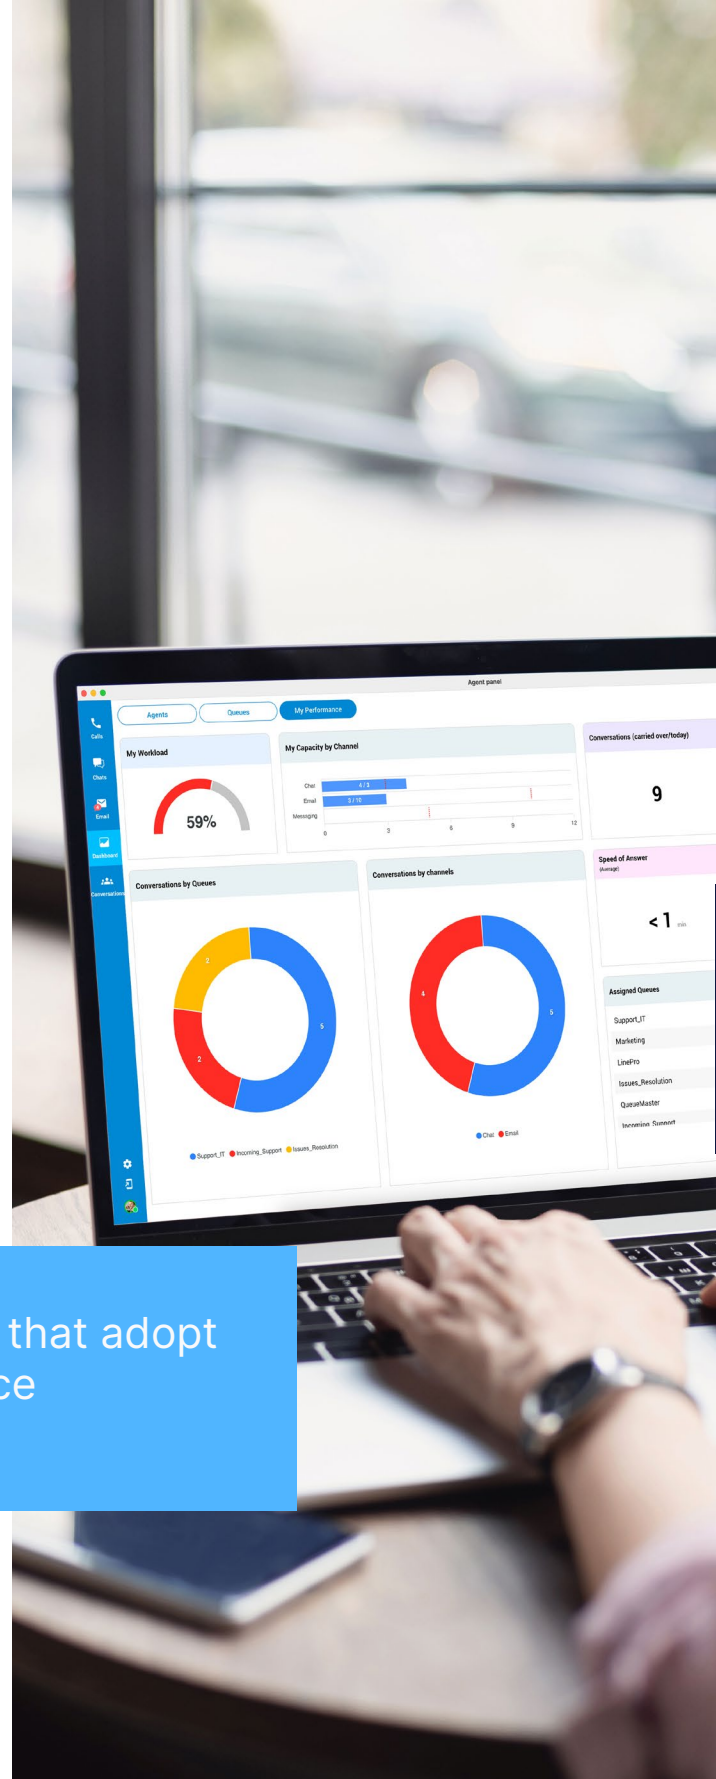 Agent panel
Calls
Chats
Email
Dashboard
Conversations
Agents
Queues
My Performance
My Workload
59%
My Capacity by Channel
Chat
4 / 3
Email
3 / 10
Messaging
0
3
6
9
12
Conversations (carried over/today)
9
Conversations by Queues
2
2
5
Support_IT
Incoming_Support
Issues_Resolution
Conversations by channels
4
5
Chat
Email
Speed of Answer
(Average)
< 1 min
Assigned Queues
Support_IT
Marketing
LinePro
Issues_Resolution
QueueMaster
Incoming_Support
that adopt
ce